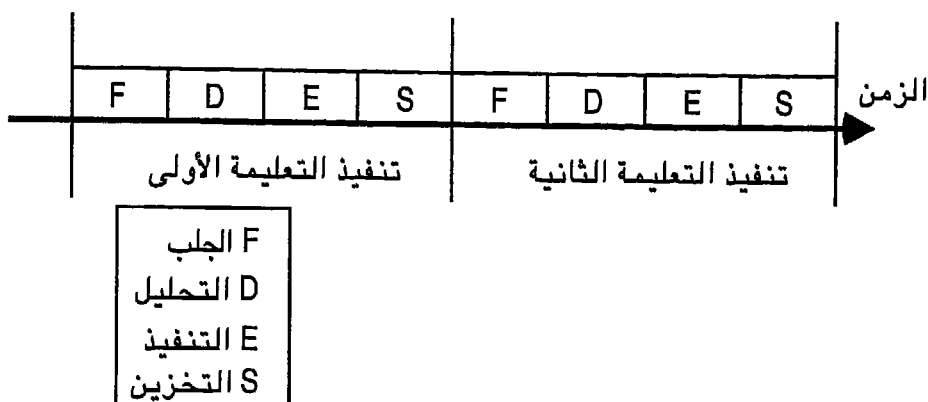 F D E S F D E S الزمن
تنفيذ التعليمة الأولى تنفيذ التعليمة الثانية
F الجلب
D التحليل
E التنفيذ
S التخزين